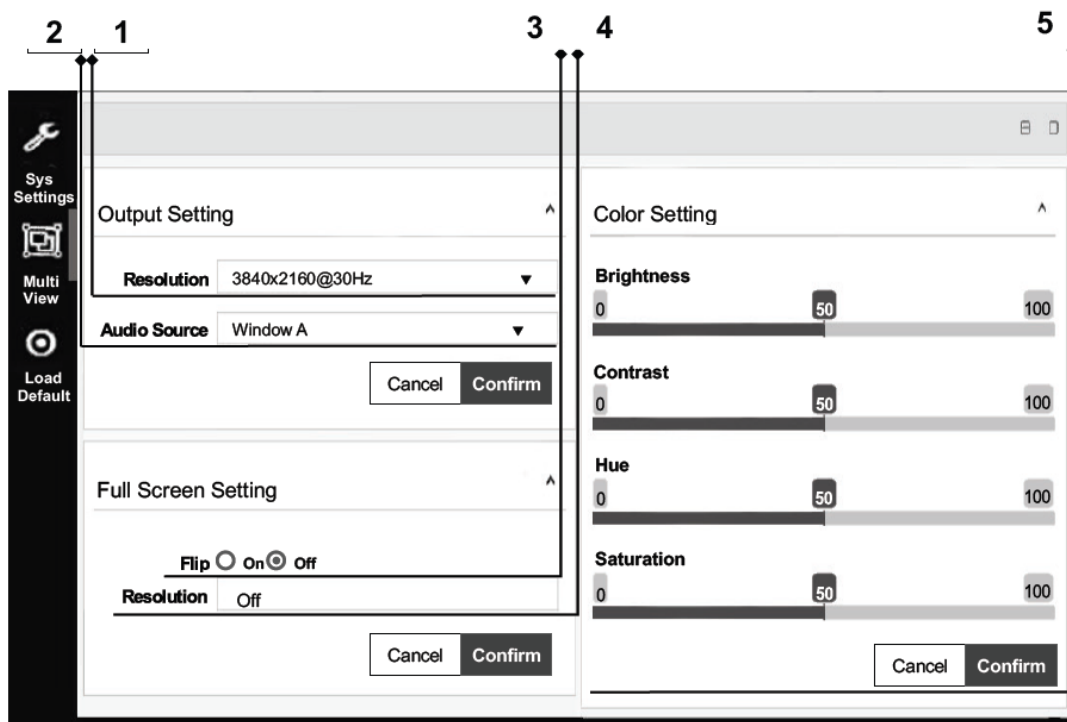 2 1 3 4 5
Sys
Settings
Multi
View
Load
Default
Output Setting
Resolution 3840x2160@30Hz
Audio Source Window A
Cancel Confirm
Full Screen Setting
Flip On Off
Resolution Off
Cancel Confirm
Color Setting
Brightness
0 50 100
Contrast
0 50 100
Hue
0 50 100
Saturation
0 50 100
Cancel Confirm